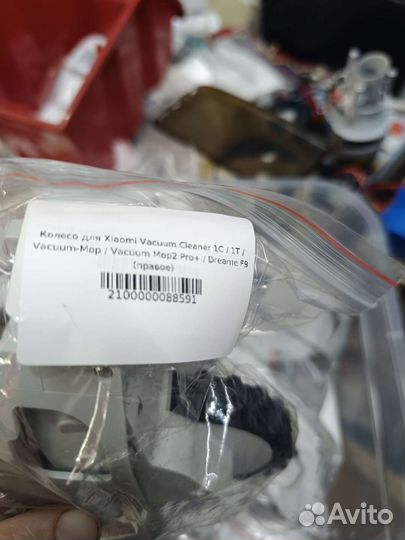 Колесо для Xiaomi Vacuum Cleaner 1C / 1T /
Vacuum-Mop / Vacuum Mop2 Pro+ / Dreame F9
(правое)
2100000088591
Avito